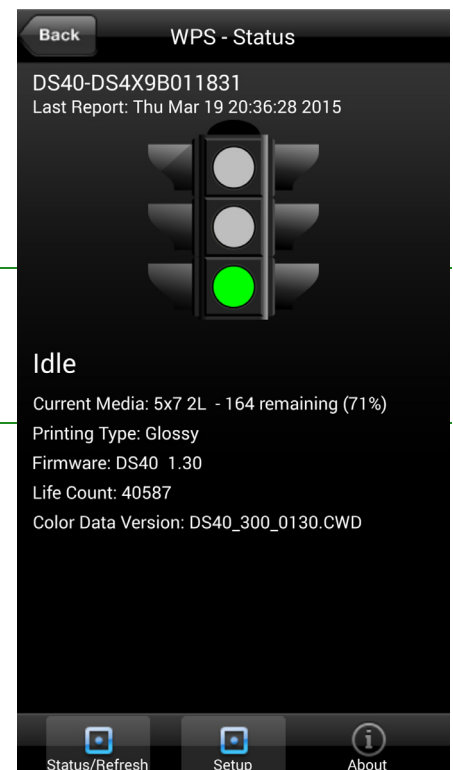 Back
WPS - Status
DS40-DS4X9B011831
Last Report: Thu Mar 19 20:36:28 2015
Idle
Current Media: 5x7 2L - 164 remaining (71%)
Printing Type: Glossy
Firmware: DS40 1.30
Life Count: 40587
Color Data Version: DS40_300_0130.CWD
Status/Refresh
Setup
About